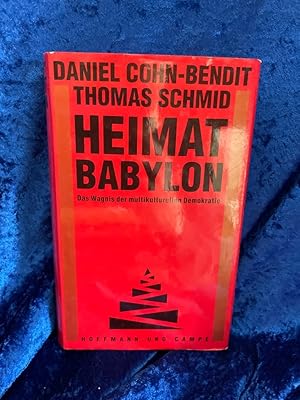 DANIEL COHN-BENDIT
THOMAS SCHMID
HEIMAT
BABYLON
Das Wagnis der multikulturellen Demokratie
HOFFMANN UND CAMPE